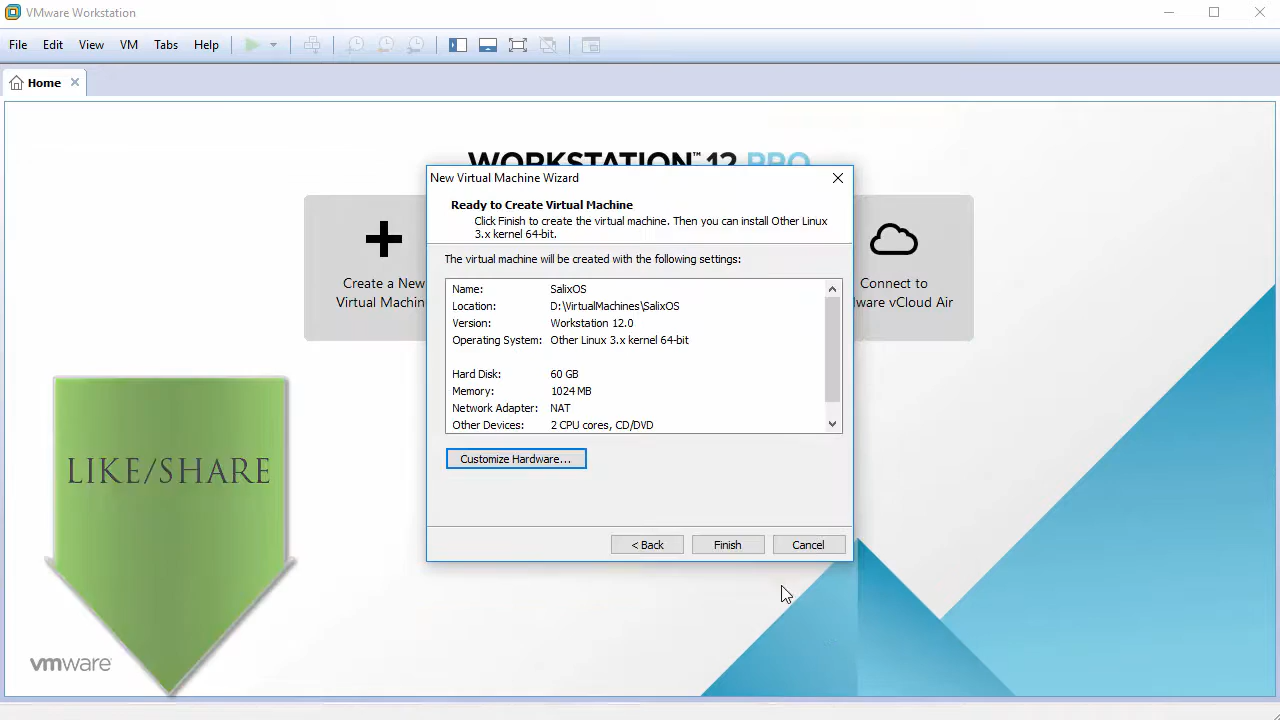 VMware Workstation
File Edit View VM Tabs Help
Home
WORKSTATION™ 12 PRO
New Virtual Machine Wizard
Ready to Create Virtual Machine
Click Finish to create the virtual machine. Then you can install Other Linux
3.x kernel 64-bit.
The virtual machine will be created with the following settings:
Name: SalixOS
Location: D:\VirtualMachines\SalixOS
Version: Workstation 12.0
Operating System: Other Linux 3.x kernel 64-bit
Hard Disk: 60 GB
Memory: 1024 MB
Network Adapter: NAT
Other Devices: 2 CPU cores, CD/DVD
Customize Hardware...
< Back Finish Cancel
Create a New
Virtual Machin
Connect to
ware vCloud Air
LIKE/SHARE
vmware